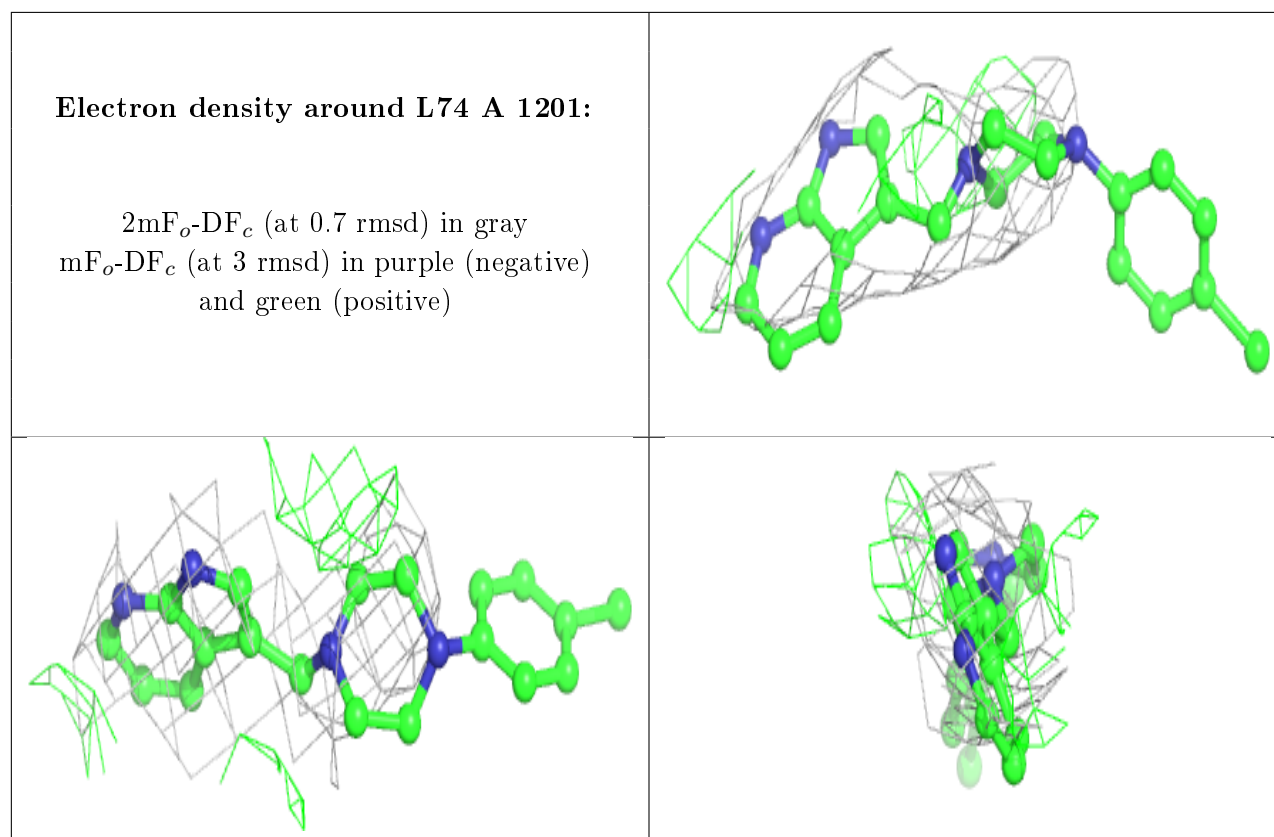 Electron density around L74 A 1201:
2mFo-DFc (at 0.7 rmsd) in gray
mFo-DFc (at 3 rmsd) in purple (negative)
and green (positive)